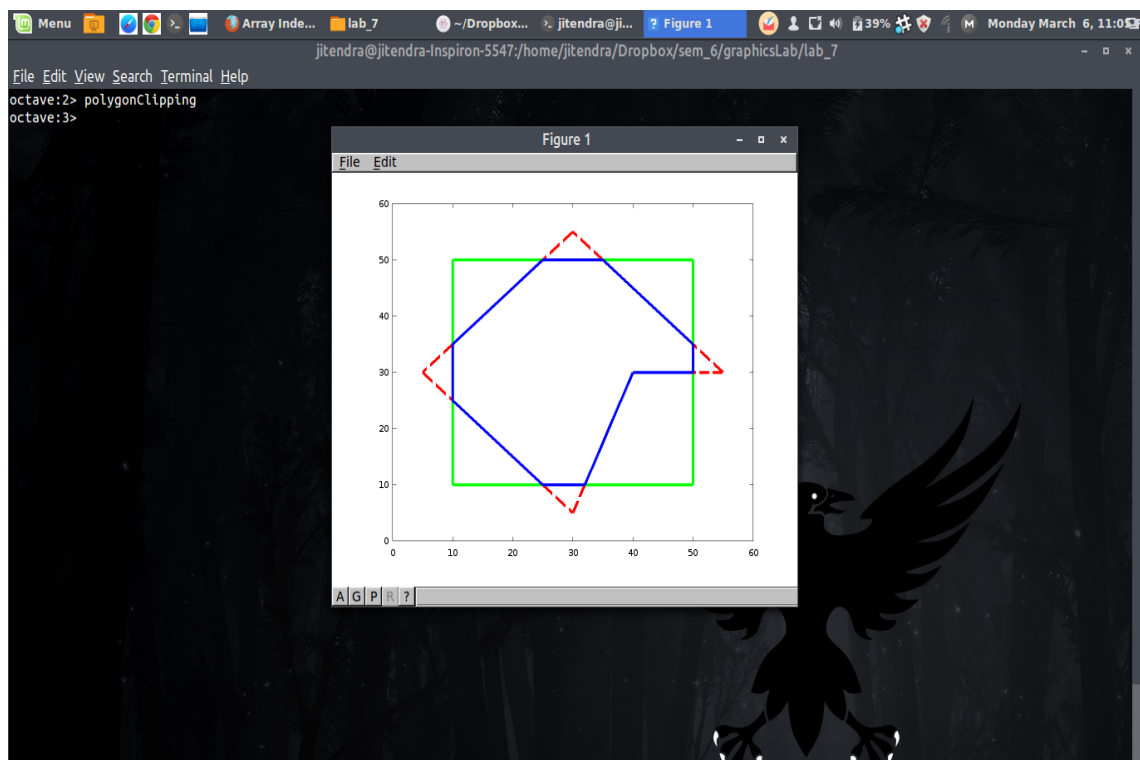 Menu Array Inde... lab_7 ~/Dropbox... jitendra@ji... ? Figure 1 39% M Monday March 6, 11:05
jitendra@jitendra-Inspiron-5547:/home/jitendra/Dropbox/sem_6/graphicsLab/lab_7
File Edit View Search Terminal Help
octave:2> polygonClipping
octave:3>
Figure 1
File Edit
60
50
40
30
20
10
0
0 10 20 30 40 50 60
A G P R ?